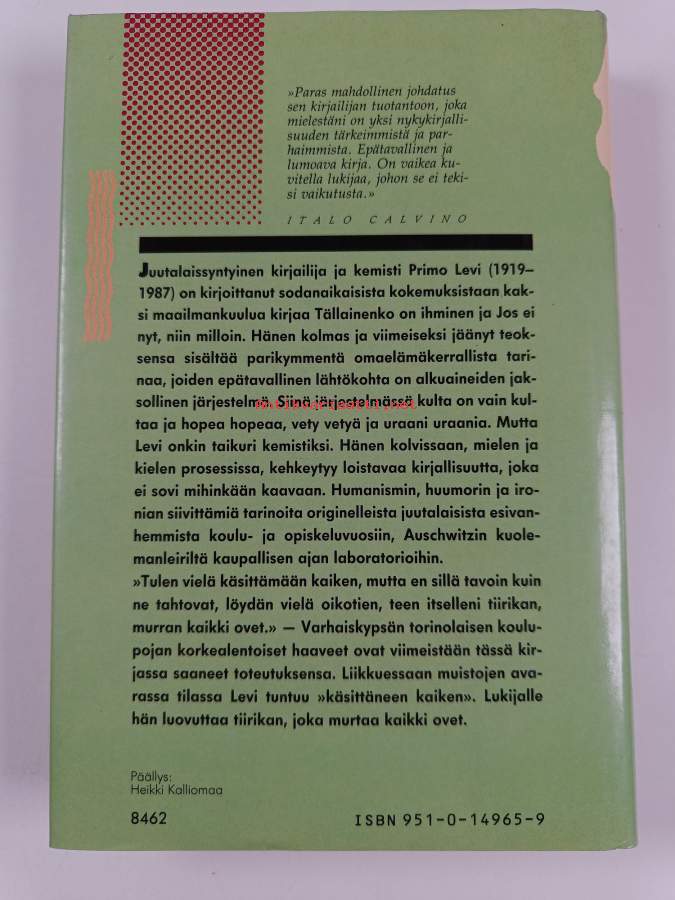 »Paras mahdollinen johdatus
sen kirjailijan tuotantoon, joka
mielestäni on yksi nykykirjalli-
suuden tärkeimmistä ja par-
haimmista. Epätavallinen ja
lumoava kirja. On vaikea ku-
vitella lukijaa, johon se ei teki-
si vaikutusta.»
ITALO CALVINO
Juutalaissyntyinen kirjailija ja kemisti Primo Levi (1919–
1987) on kirjoittanut sodanaikaisista kokemuksistaan kak-
si maailmankuulua kirjaa Tällainenko on ihminen ja Jos ei
nyt, niin milloin. Hänen kolmas ja viimeiseksi jäänyt teok-
sensa sisältää parikymmentä omaelämäkerrallista tari-
naa, joiden epätavallinen lähtökohta on alkuaineiden jak-
sollinen järjestelmä. Siinä järjestelmässä kulta on vain kul-
antikvariaatti.net
taa ja hopea hopeaa, vety vetyä ja uraani uraania. Mutta
Levi onkin taikuri kemistiksi. Hänen kolvissaan, mielen ja
kielen prosessissa, kehkeytyy loistavaa kirjallisuutta, joka
ei sovi mihinkään kaavaan. Humanismin, huumorin ja iro-
nian siivittämiä tarinoita originelleista juutalaisista esivan-
hemmista koulu- ja opiskeluvuosiin, Auschwitzin kuole-
manleiriltä kaupallisen ajan laboratorioihin.
»Tulen vielä käsittämään kaiken, mutta en sillä tavoin kuin
ne tahtovat, löydän vielä oikotien, teen itselleni tiirikan,
murran kaikki ovet.» — Varhaiskypsän torinolaisen koulu-
pojan korkealentoiset haaveet ovat viimeistään tässä kir-
jassa saaneet toteutuksensa. Liikkuessaan muistojen ava-
rassa tilassa Levi tuntuu »käsittäneen kaiken». Lukijalle
hän luovuttaa tiirikan, joka murtaa kaikki ovet.
Päällys:
Heikki Kalliomaa
8462
ISBN 951-0-14965-9